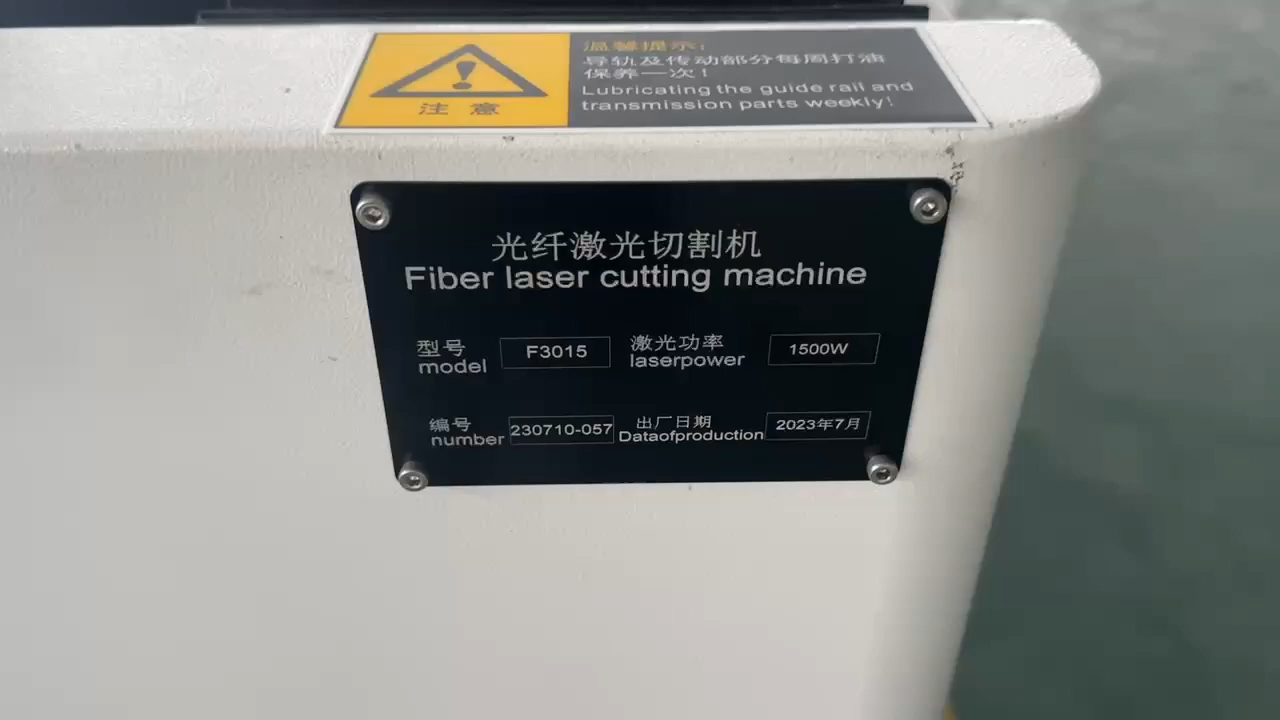 温馨提示:
导轨及传动部分每周打油
保养一次!
Lubricating the guide rail and
transmission parts weekly!
注 意
光纤激光切割机
Fiber laser cutting machine
型号 F3015 激光功率 1500W
model laserpower
编号 230710-057 出厂日期 2023年7月
number Dataofproduction